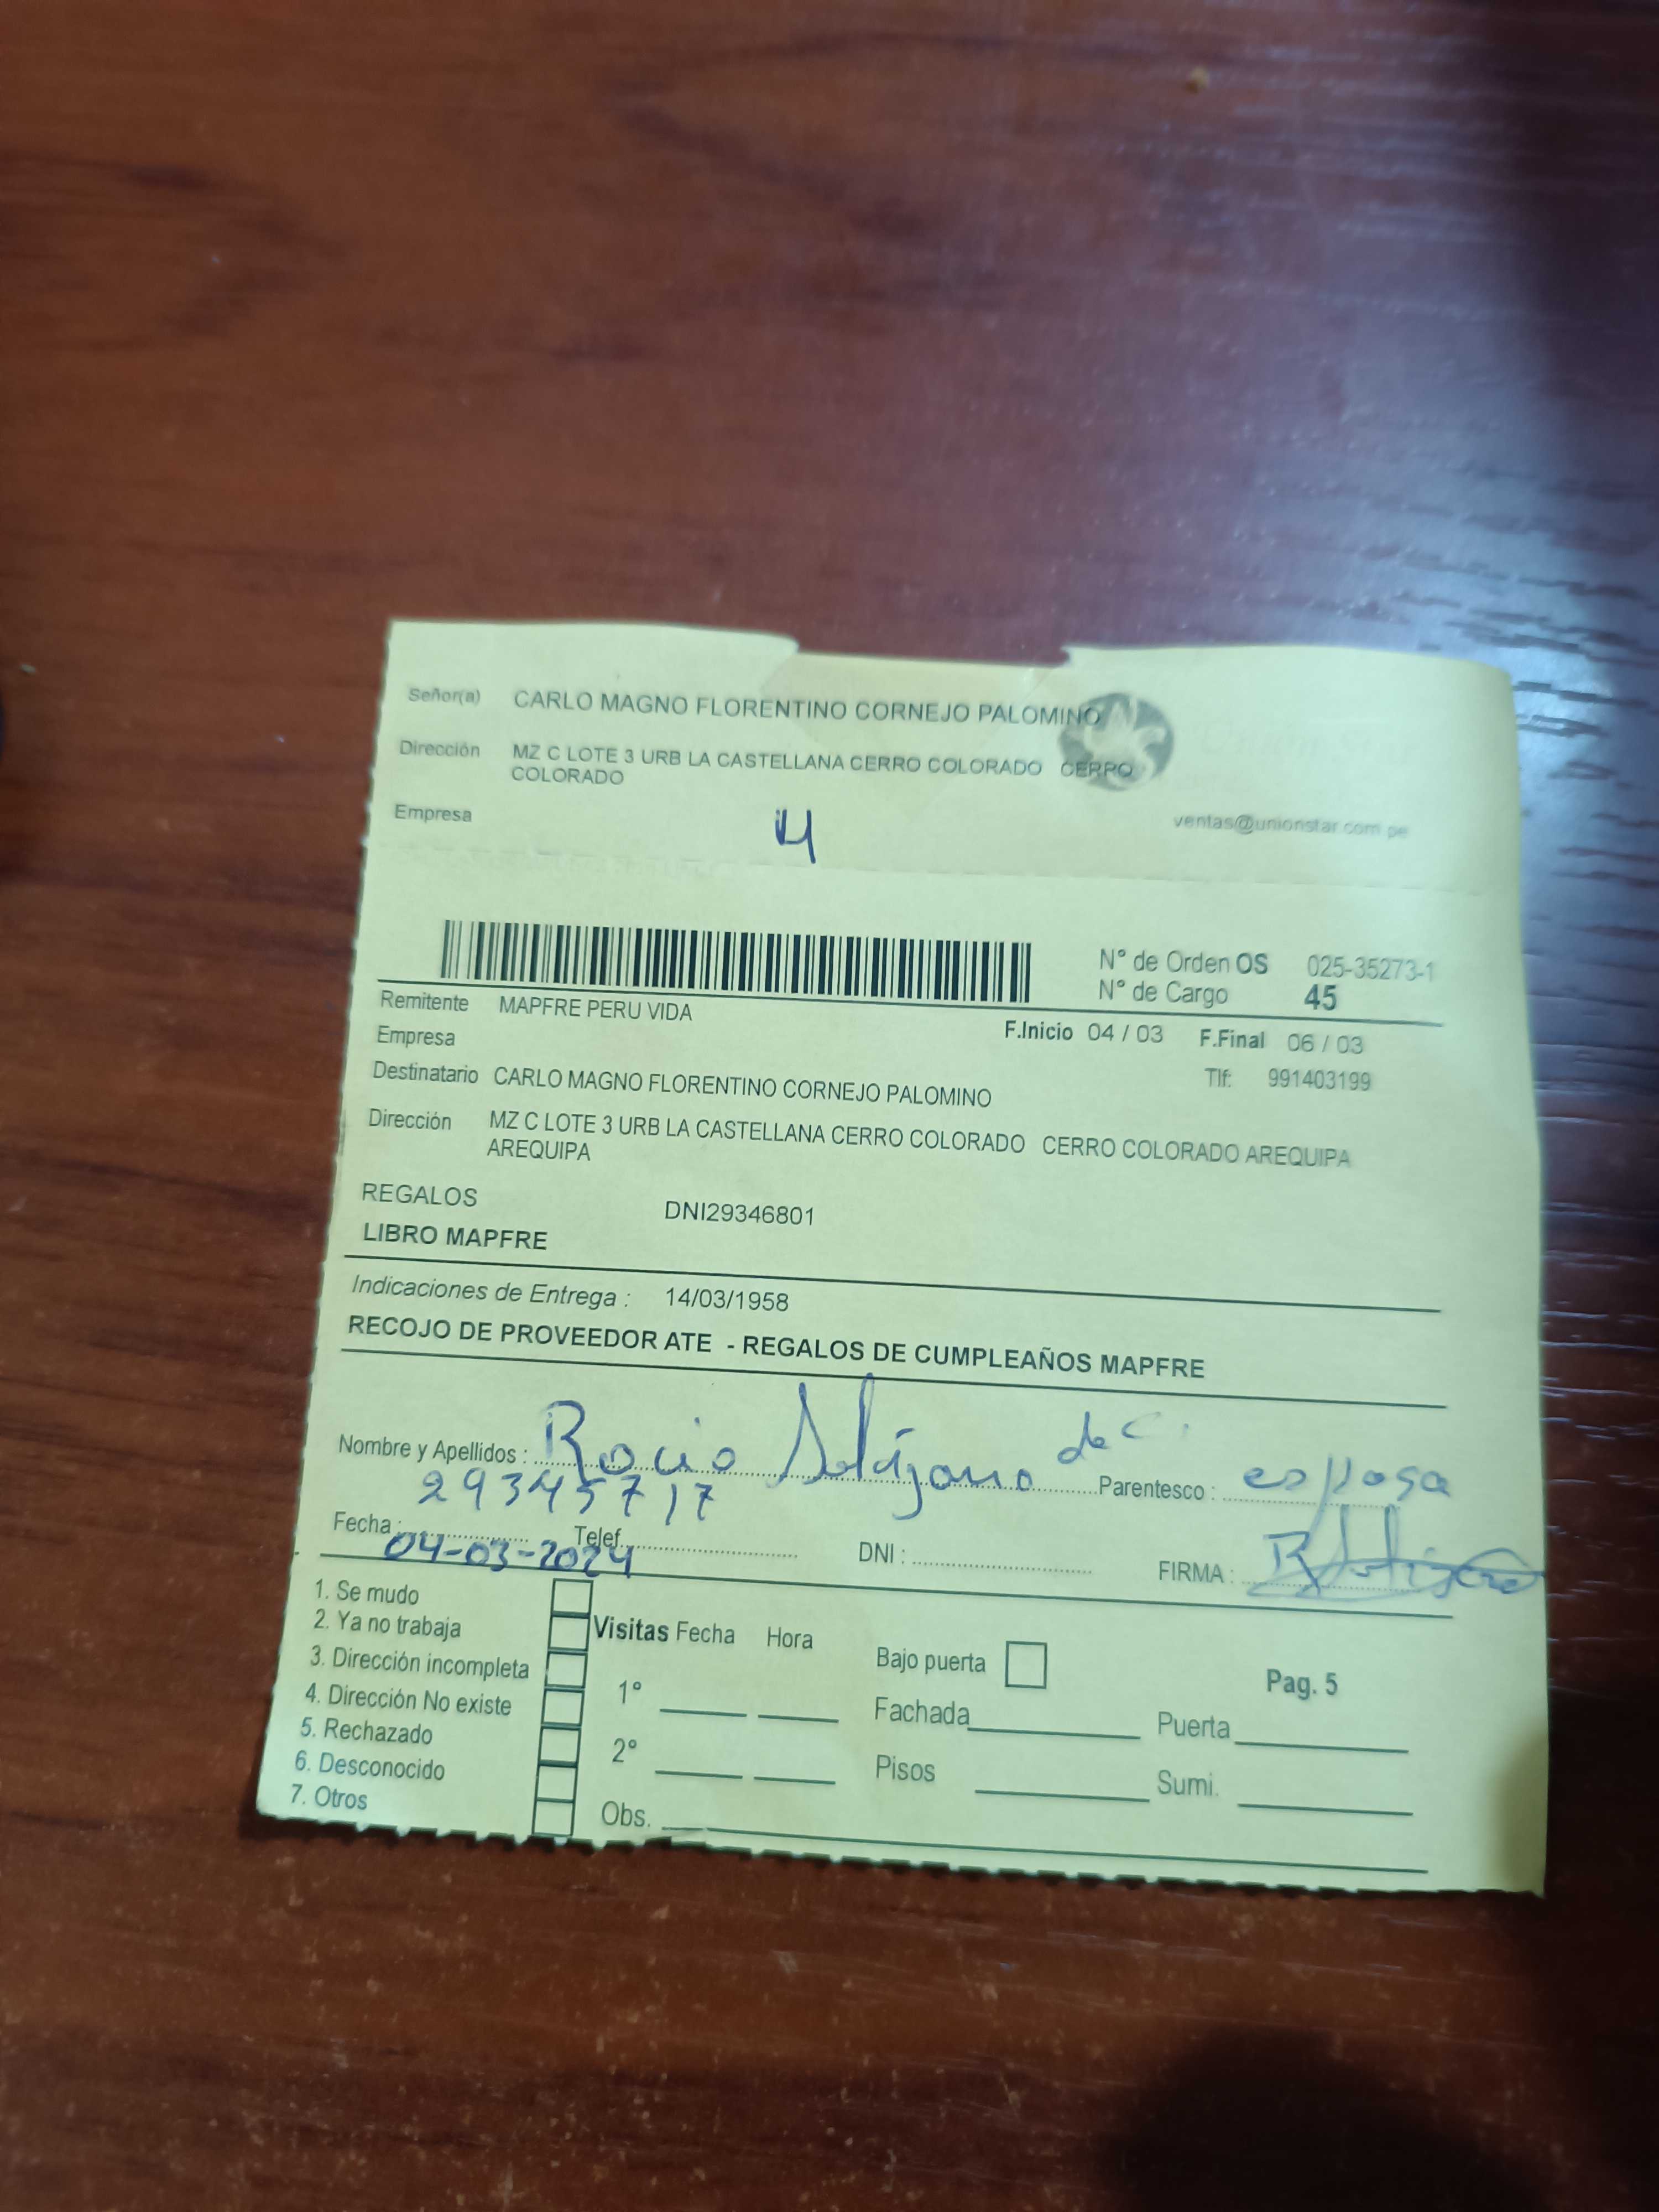 Señor(a) CARLO MAGNO FLORENTINO CORNEJO PALOMINO
Dirección MZ C LOTE 3 URB LA CASTELLANA CERRO COLORADO CERRO
COLORADO
Empresa
ventas@unionstar.com.pe
N° de Orden OS 025-35273-1
N° de Cargo 45
Remitente MAPFRE PERU VIDA
F.Inicio 04 / 03 F.Final 06 / 03
Empresa
Tlf: 991403199
Destinatario CARLO MAGNO FLORENTINO CORNEJO PALOMINO
Dirección MZ C LOTE 3 URB LA CASTELLANA CERRO COLORADO CERRO COLORADO AREQUIPA
AREQUIPA
REGALOS DNI29346801
LIBRO MAPFRE
Indicaciones de Entrega : 14/03/1958
RECOJO DE PROVEEDOR ATE - REGALOS DE CUMPLEAÑOS MAPFRE
Nombre y Apellidos : Rocio de C. Parentesco : esposa
29345717
Fecha : 04-03-2024 Telef. DNI : FIRMA :
1. Se mudo
2. Ya no trabaja
3. Dirección incompleta
4. Dirección No existe
5. Rechazado
6. Desconocido
7. Otros
Visitas Fecha Hora
1°
2°
Obs.
Bajo puerta
Pag. 5
Fachada Puerta
Pisos Sumi.